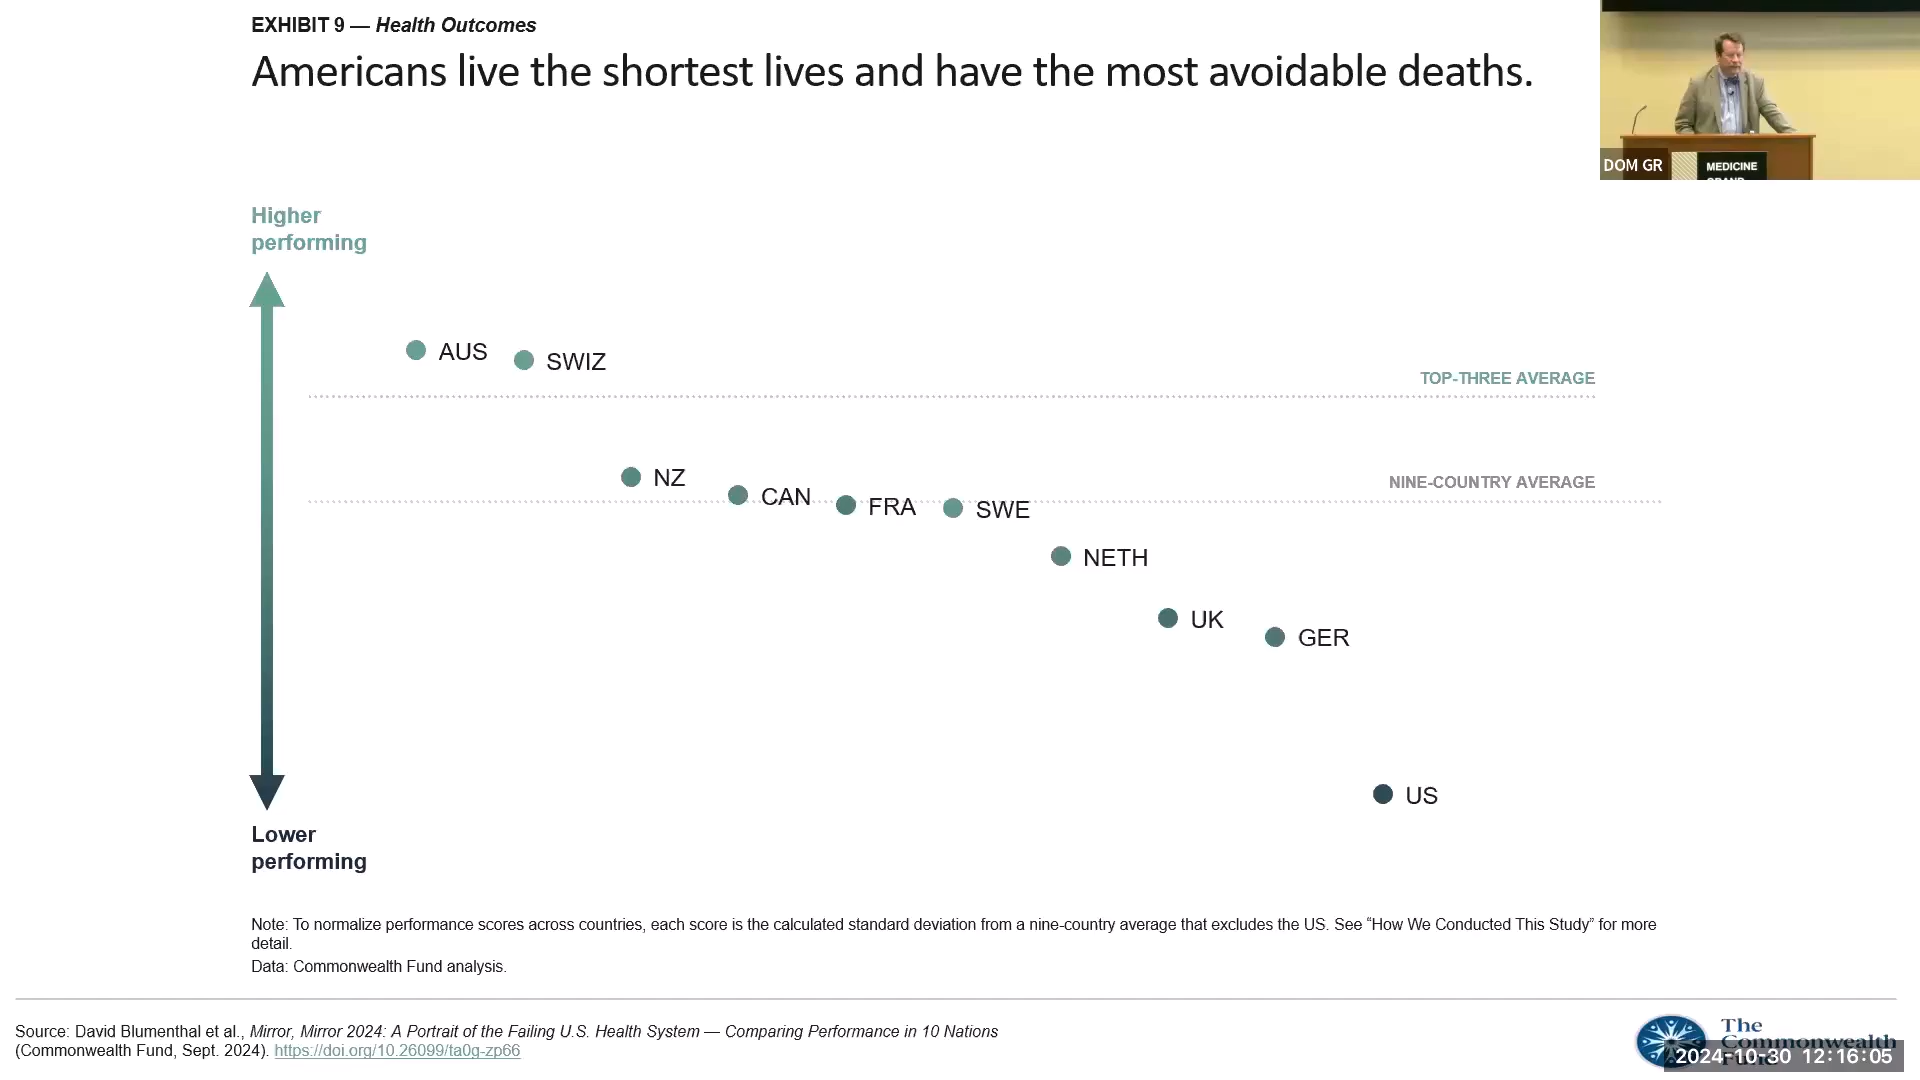 EXHIBIT 9 — Health Outcomes
Americans live the shortest lives and have the most avoidable deaths.
DOM GR
MEDICINE
GRAND
Higher
performing
AUS
SWIZ
TOP-THREE AVERAGE
NZ
NINE-COUNTRY AVERAGE
CAN
FRA
SWE
NETH
UK
GER
US
Lower
performing
Note: To normalize performance scores across countries, each score is the calculated standard deviation from a nine-country average that excludes the US. See “How We Conducted This Study” for more
detail.
Data: Commonwealth Fund analysis.
Source: David Blumenthal et al., Mirror, Mirror 2024: A Portrait of the Failing U.S. Health System — Comparing Performance in 10 Nations
(Commonwealth Fund, Sept. 2024). https://doi.org/10.26099/ta0g-zp66
The
Commonwealth
Fund
2024-10-30 12:16:05